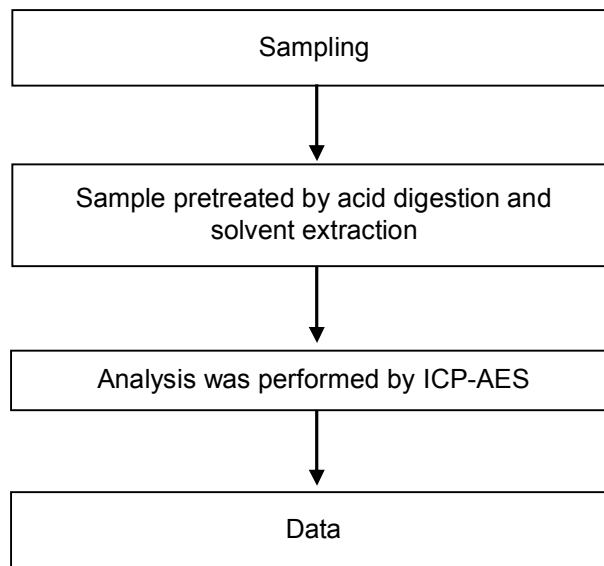 Sampling
Sample pretreated by acid digestion and
solvent extraction
Analysis was performed by ICP-AES
Data